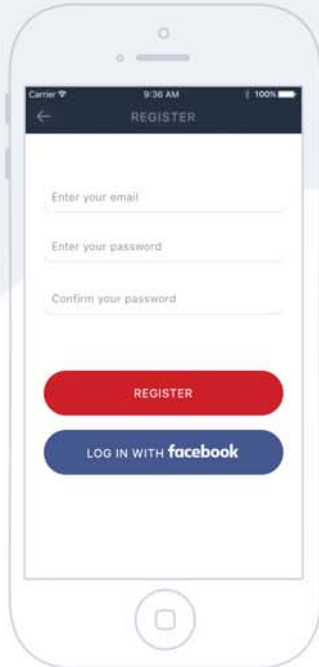 Carrier 9:36 AM 100%
REGISTER
Enter your email
Enter your password
Confirm your password
REGISTER
LOG IN WITH facebook